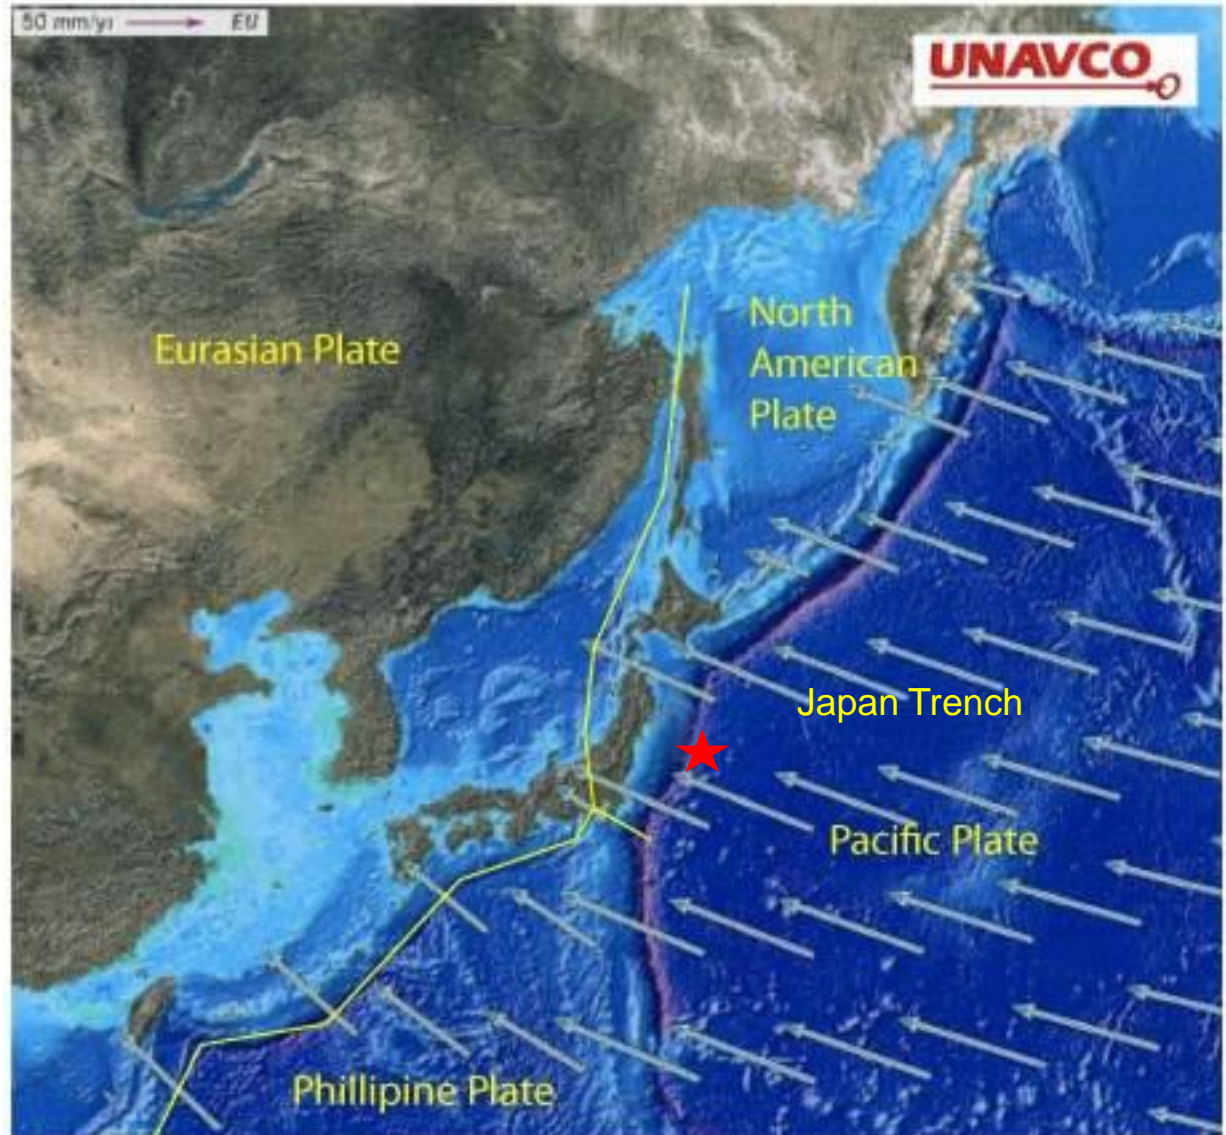 50 mm/yr EU
UNAVCO
North
American
Plate
Eurasian Plate
Japan Trench
Pacific Plate
Phillipine Plate